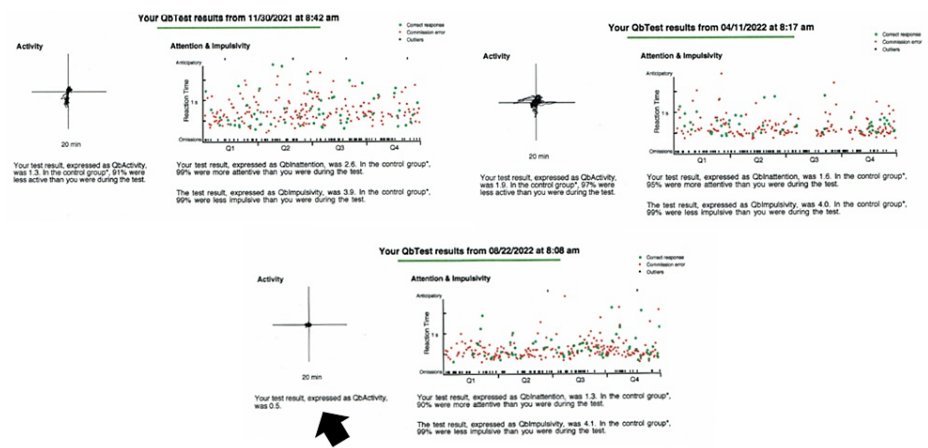 Your QbTest results from 11/30/2021 at 8:42 am
Correct response
Commission error
Outliers
Activity
Attention & Impulsivity
Anticipatory
Reaction Time
1 s
Omissions
Q1 Q2 Q3 Q4
20 min
Your test result, expressed as QbActivity,
was 1.3. In the control group*, 91% were
less active than you were during the test.
Your test result, expressed as QbInattention, was 2.6. In the control group*,
99% were more attentive than you were during the test.
The test result, expressed as QbImpulsivity, was 3.9. In the control group*,
99% were less impulsive than you were during the test.
Your QbTest results from 04/11/2022 at 8:17 am
Correct response
Commission error
Outliers
Activity
Attention & Impulsivity
Anticipatory
Reaction Time
1 s
Omissions
Q1 Q2 Q3 Q4
20 min
Your test result, expressed as QbActivity,
was 1.9. In the control group*, 97% were
less active than you were during the test.
Your test result, expressed as QbInattention, was 1.6. In the control group*,
95% were more attentive than you were during the test.
The test result, expressed as QbImpulsivity, was 4.0. In the control group*,
99% were less impulsive than you were during the test.
Your QbTest results from 08/22/2022 at 8:08 am
Correct response
Commission error
Outliers
Activity
Attention & Impulsivity
Anticipatory
Reaction Time
1 s
Omissions
Q1 Q2 Q3 Q4
20 min
Your test result, expressed as QbActivity,
was 0.5.
Your test result, expressed as QbInattention, was 1.3. In the control group*,
90% were more attentive than you were during the test.
The test result, expressed as QbImpulsivity, was 4.1. In the control group*,
99% were less impulsive than you were during the test.